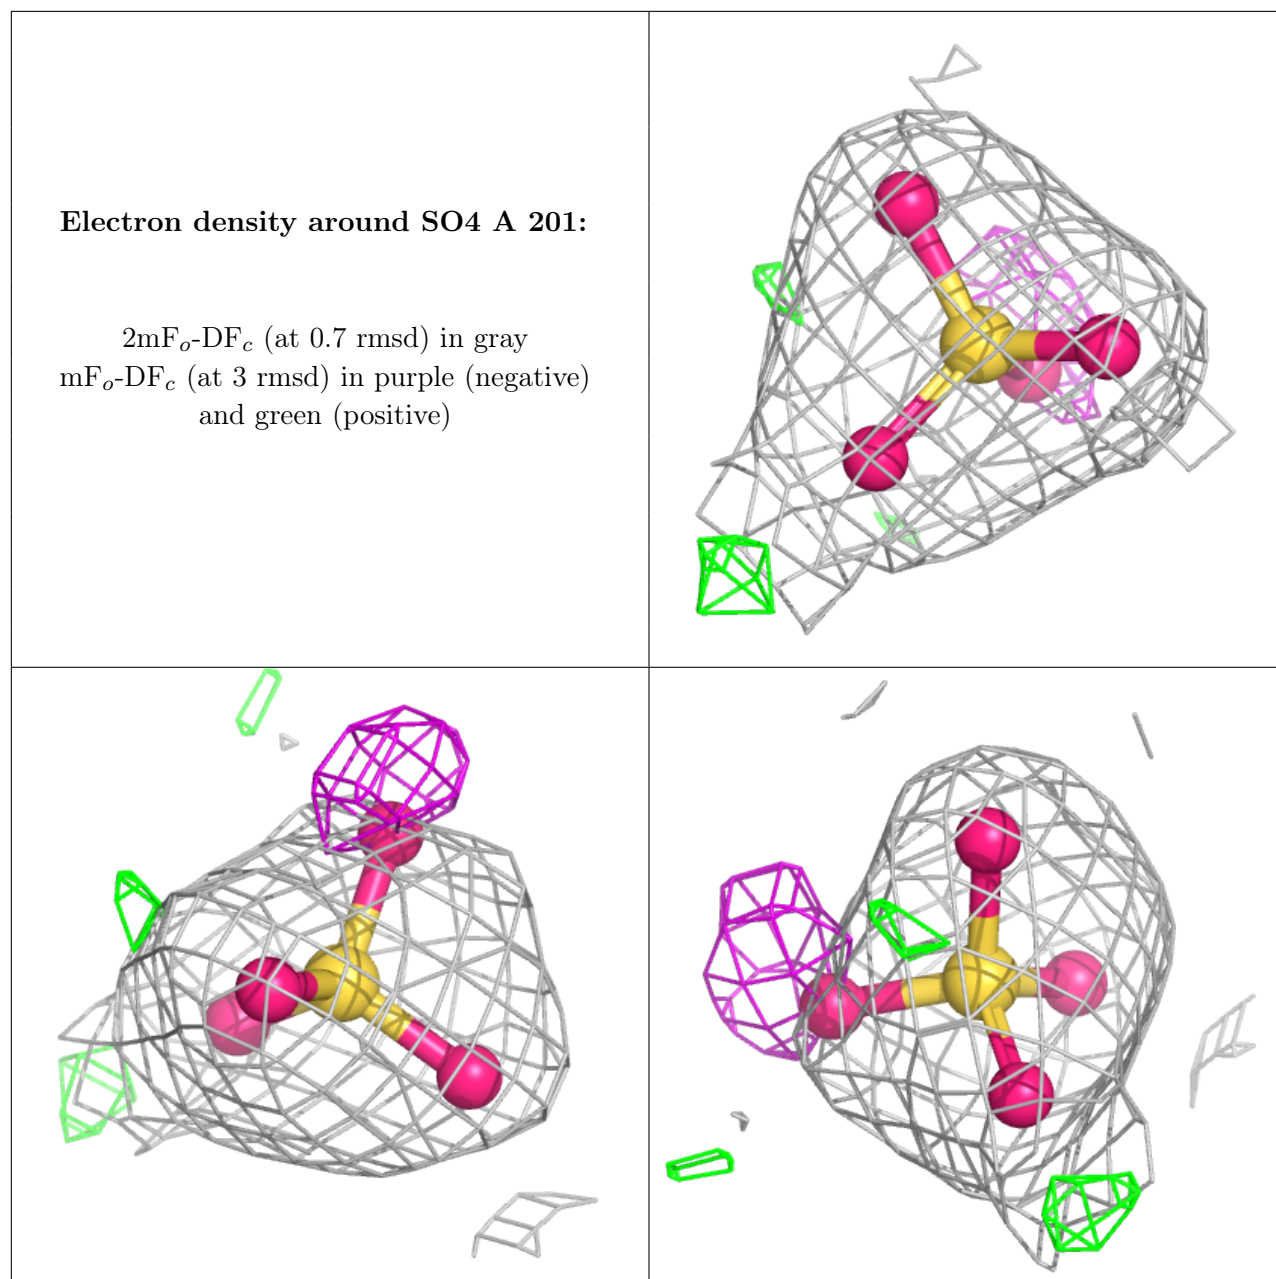 Electron density around SO4 A 201:
2mFo-DFc (at 0.7 rmsd) in gray
mFo-DFc (at 3 rmsd) in purple (negative)
and green (positive)